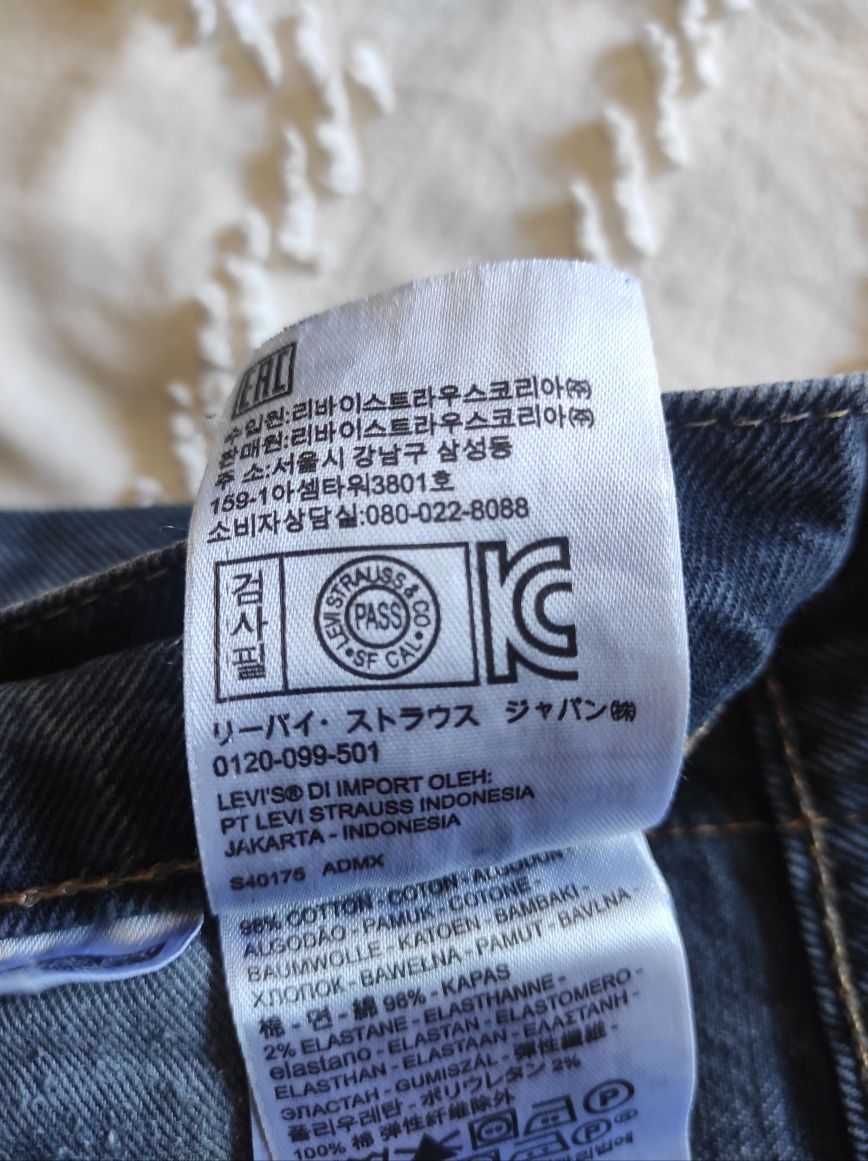 EAC
수입원:리바이스트라우스코리아㈜
판매원:리바이스트라우스코리아㈜
주 소:서울시 강남구 삼성동
159-1아셈타워3801호
소비자상담실:080-022-8088
검사필
LEVI STRAUSS & CO
PASS
SF CAL
KC
リーバイ・ストラウス ジャパン㈱
0120-099-501
LEVI'S® DI IMPORT OLEH:
PT LEVI STRAUSS INDONESIA
JAKARTA - INDONESIA
S40175 ADMX
98% COTTON - COTON - ALGODÓN -
ALGODÃO - PAMUK - COTONE -
BAUMWOLLE - KATOEN - BAMBAKI -
ХЛОПОК - BAWEŁNA - PAMUT - BAVLNA -
棉 - 면 - 綿 98% - KAPAS
2% ELASTANE - ELASTHANNE -
elastano - ELASTAN - ELASTOMERO -
ELASTHAN - ELASTAAN - ΕΛΑΣΤΑΝΗ -
ЭЛАСТАН - GUMISZÁL - 弾性纖維 -
폴리우레탄 - ポリウレタン 2%
100% 棉 弹性纤维除外